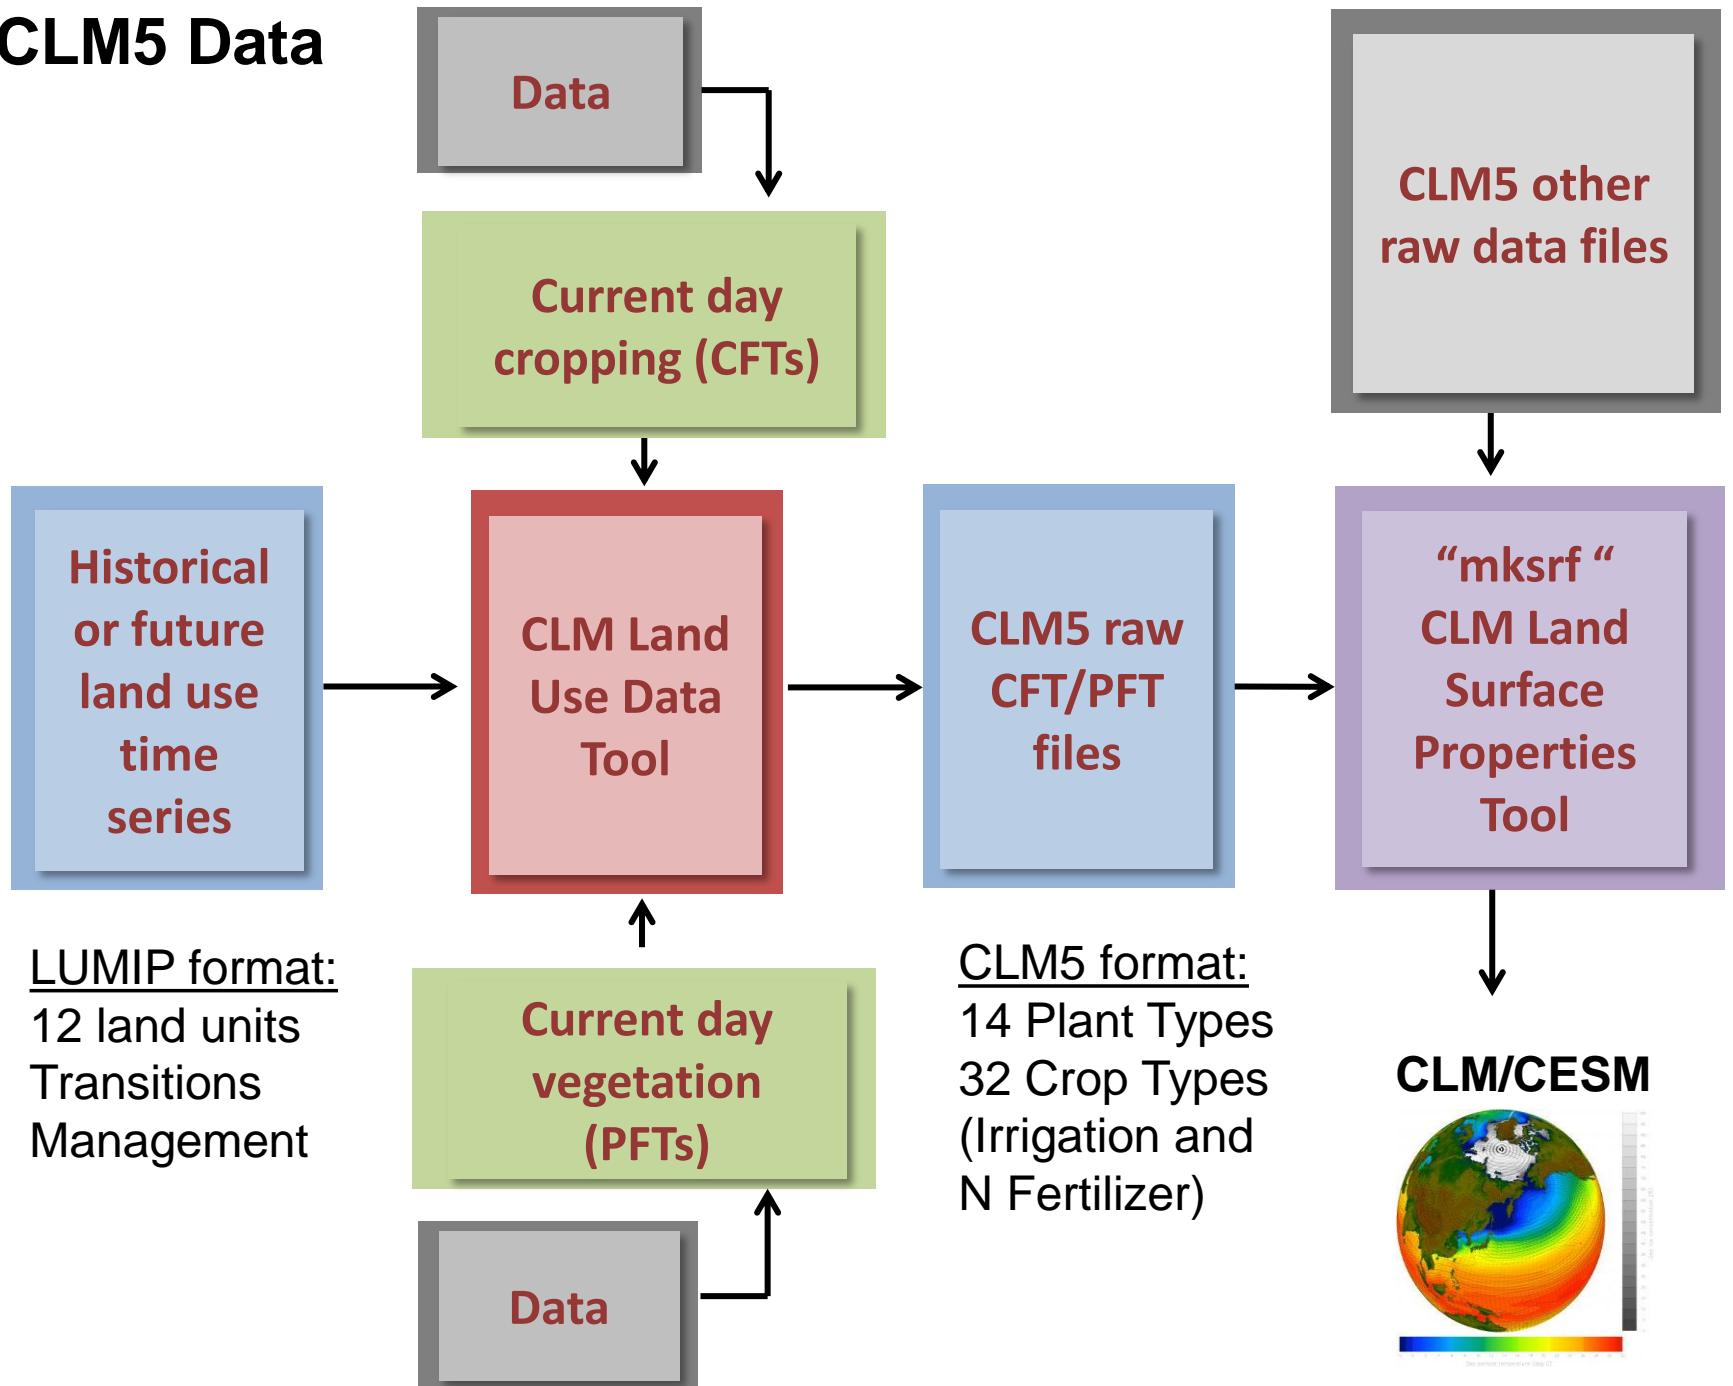 CLM5 Data
Data
Current day
cropping (CFTs)
CLM5 other
raw data files
Historical
or future
land use
time
series
CLM Land
Use Data
Tool
CLM5 raw
CFT/PFT
files
“mksrf “
CLM Land
Surface
Properties
Tool
LUMIP format:
12 land units
Transitions
Management
Current day
vegetation
(PFTs)
Data
CLM5 format:
14 Plant Types
32 Crop Types
(Irrigation and
N Fertilizer)
CLM/CESM